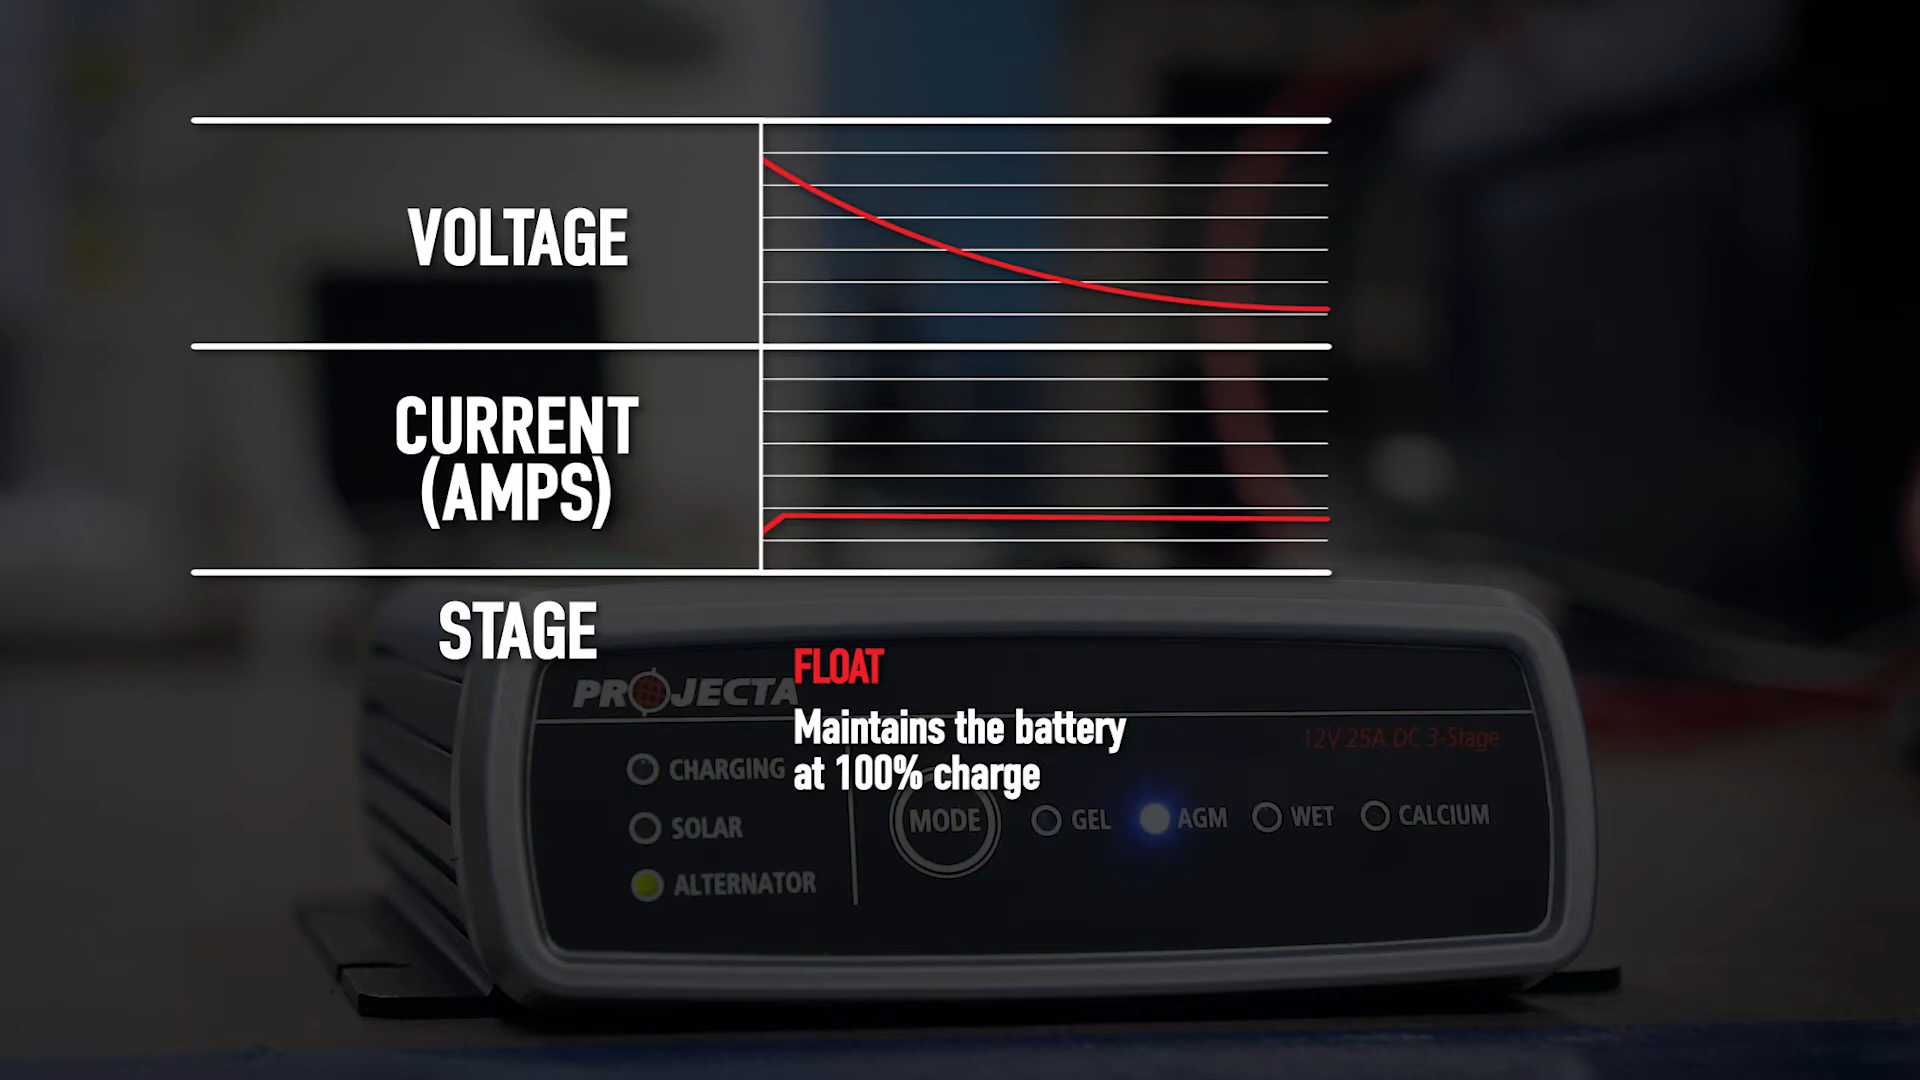 VOLTAGE
CURRENT
(AMPS)
STAGE
FLOAT
Maintains the battery
at 100% charge
PROJECTA
12V 25A DC 3-Stage
CHARGING
SOLAR
ALTERNATOR
MODE
GEL
AGM
WET
CALCIUM